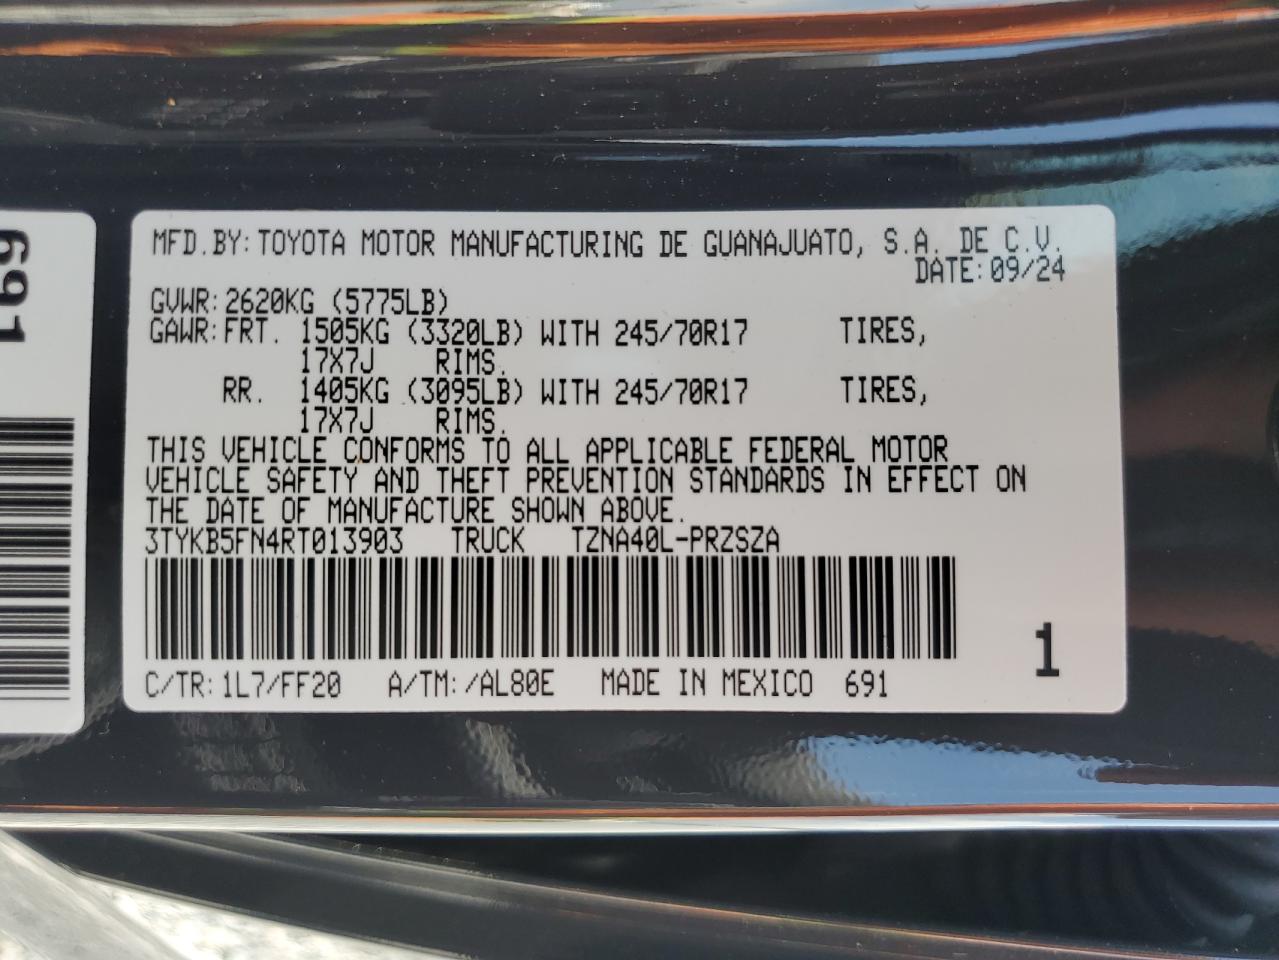 MFD.BY:TOYOTA MOTOR MANUFACTURING DE GUANAJUATO, S.A. DE C.V.
DATE:09/24
GVWR:2620KG (5775LB)
GAWR:FRT. 1505KG (3320LB) WITH 245/70R17 TIRES,
17X7J RIMS.
RR. 1405KG (3095LB) WITH 245/70R17 TIRES,
17X7J RIMS.
THIS VEHICLE CONFORMS TO ALL APPLICABLE FEDERAL MOTOR
VEHICLE SAFETY AND THEFT PREVENTION STANDARDS IN EFFECT ON
THE DATE OF MANUFACTURE SHOWN ABOVE.
3TYKB5FN4RT013903 TRUCK TZNA40L-PRZSZA
C/TR:1L7/FF20 A/TM:/AL80E MADE IN MEXICO 691
1
691